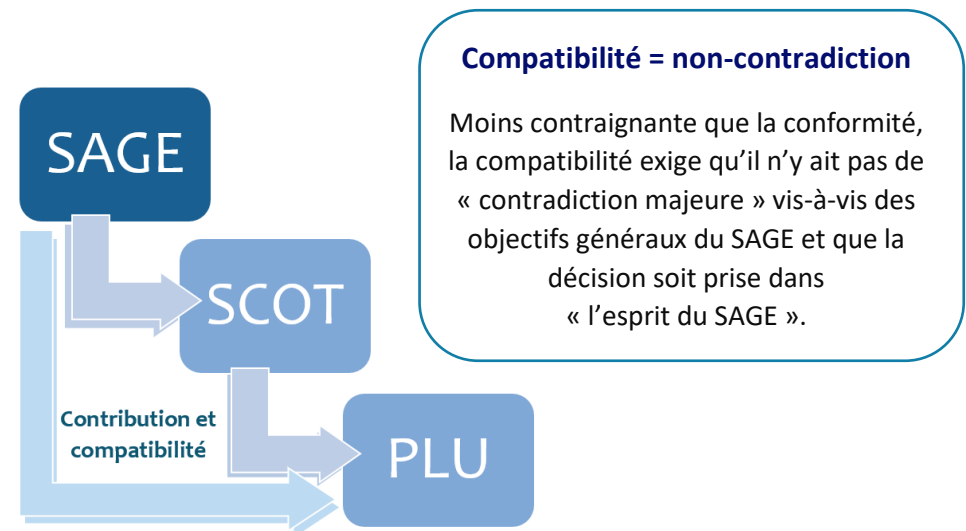 Compatibilité = non-contradiction
Moins contraignante que la conformité,
la compatibilité exige qu’il n’y ait pas de
« contradiction majeure » vis-à-vis des
objectifs généraux du SAGE et que la
décision soit prise dans
« l’esprit du SAGE ».
SAGE
SCOT
Contribution et
compatibilité
PLU